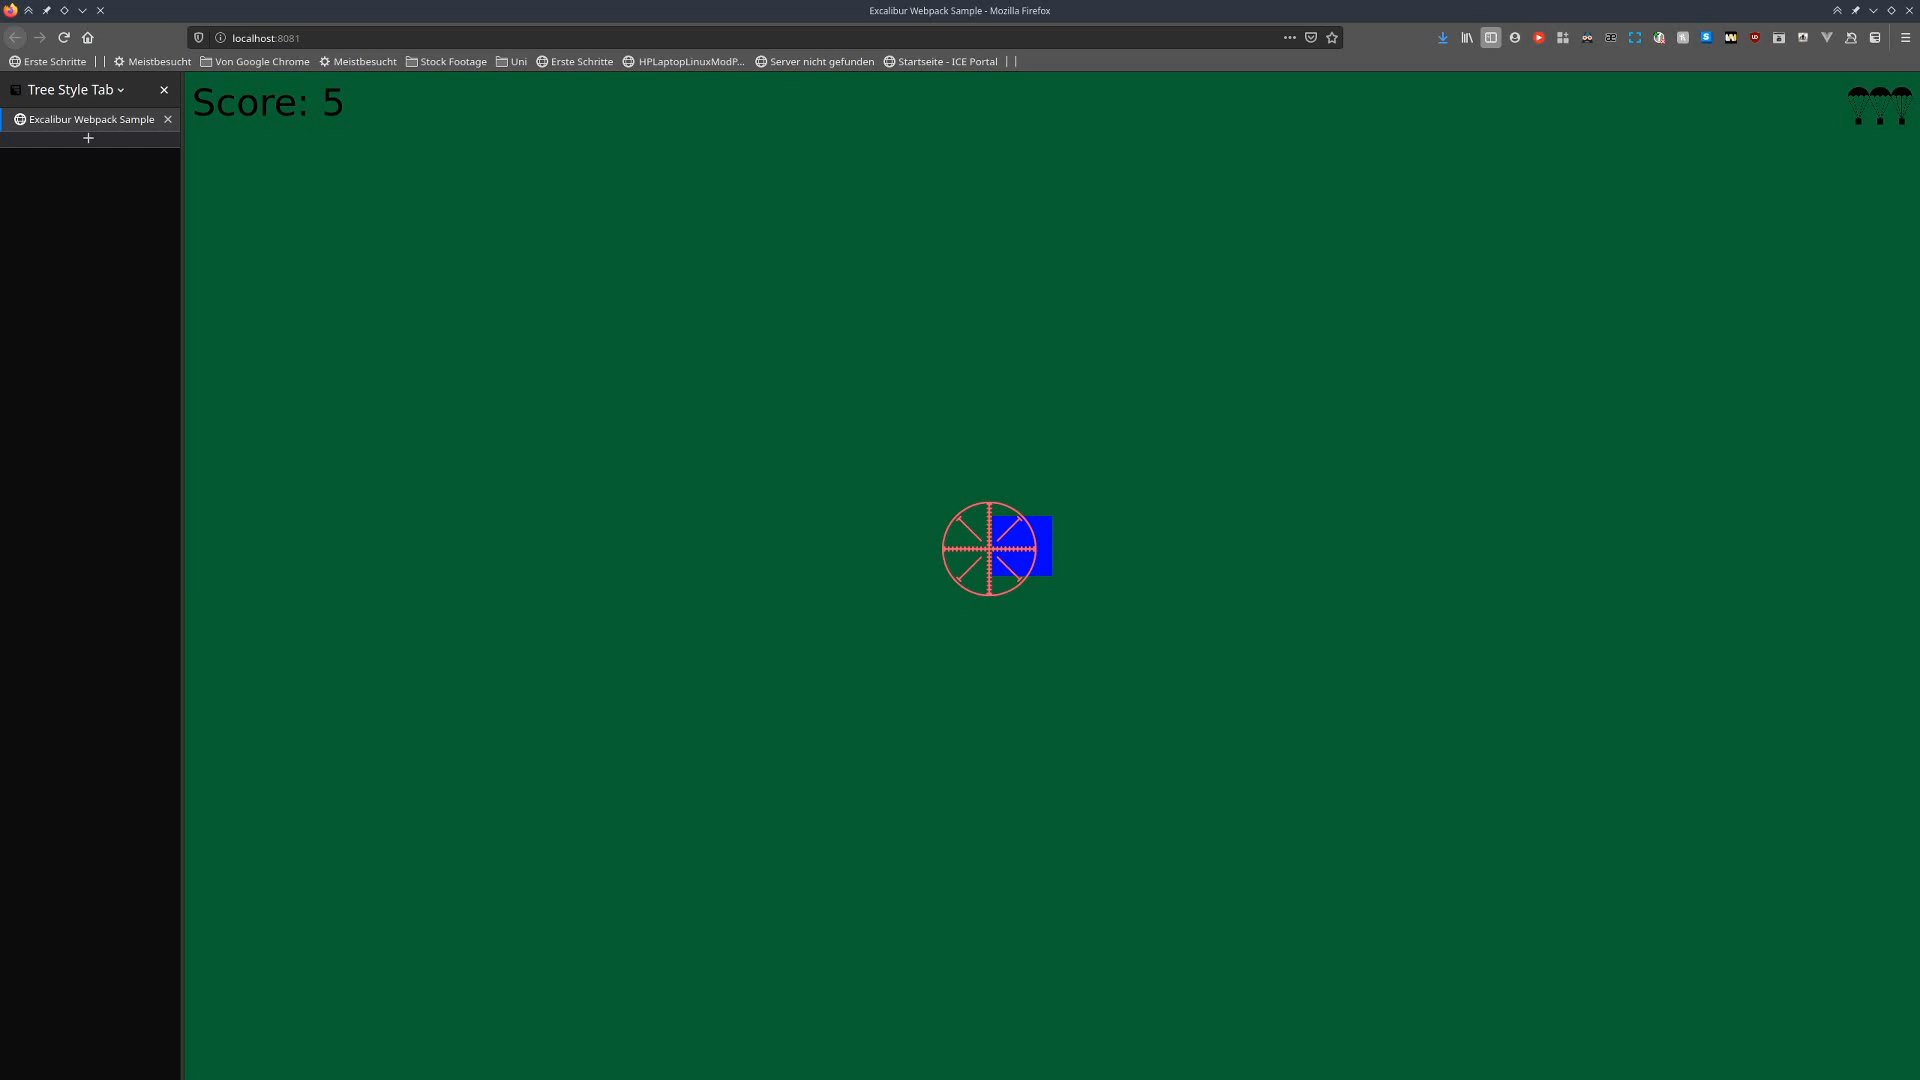 Excalibur Webpack Sample - Mozilla Firefox
localhost:8081
Erste Schritte
Meistbesucht
Von Google Chrome
Meistbesucht
Stock Footage
Uni
Erste Schritte
HPLaptopLinuxModP...
Server nicht gefunden
Startseite - ICE Portal
Tree Style Tab
Excalibur Webpack Sample
Score: 5